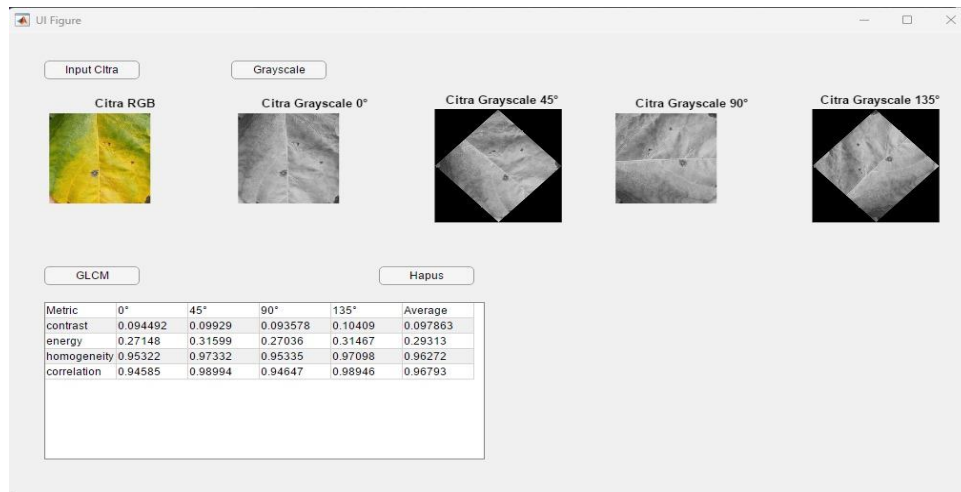 UI Figure
Input CItra
Grayscale
Citra RGB
Citra Grayscale 0°
Citra Grayscale 45°
Citra Grayscale 90°
Citra Grayscale 135°
GLCM
Hapus
Metric 0° 45° 90° 135° Average
contrast 0.094492 0.09929 0.093578 0.10409 0.097863
energy 0.27148 0.31599 0.27036 0.31467 0.29313
homogeneity 0.95322 0.97332 0.95335 0.97098 0.96272
correlation 0.94585 0.98994 0.94647 0.98946 0.96793